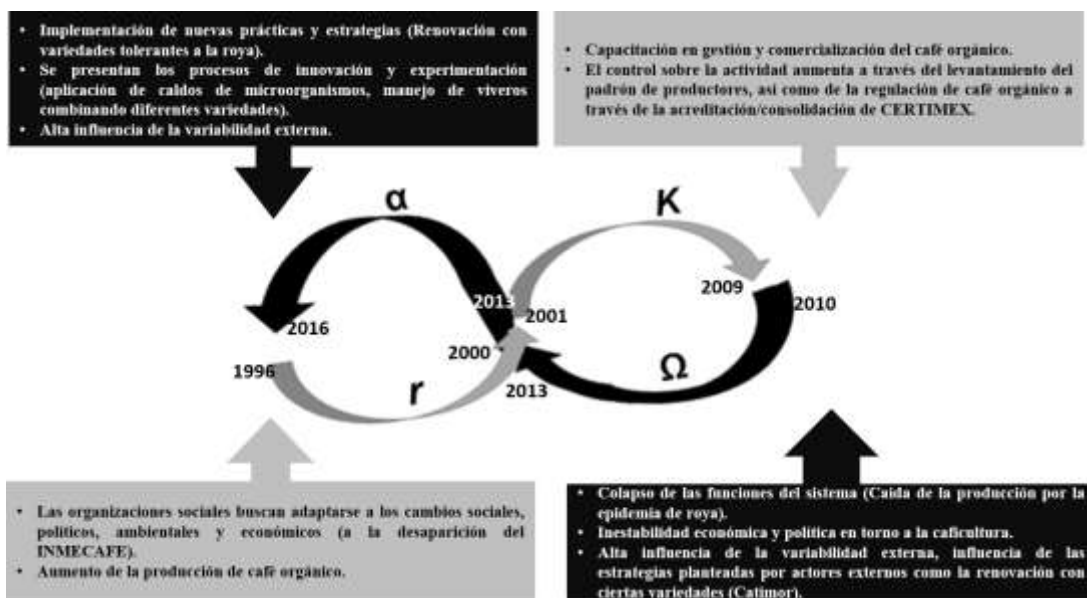 • Implementación de nuevas prácticas y estrategias (Renovación con
variedades tolerantes a la roya).
• Se presentan los procesos de innovación y experimentación
(aplicación de caldos de microorganismos, manejo de viveros
combinando diferentes variedades).
• Alta influencia de la variabilidad externa.
• Capacitación en gestión y comercialización del café orgánico.
• El control sobre la actividad aumenta a través del levantamiento del
padrón de productores, así como de la regulación de café orgánico a
través de la acreditación/consolidación de CERTIMEX.
α
K
2013
2001
2009
2010
2016
2000
1996
r
2013
Ω
• Las organizaciones sociales buscan adaptarse a los cambios sociales,
políticos, ambientales y económicos (a la desaparición del
INMECAFE).
• Aumento de la producción de café orgánico.
• Colapso de las funciones del sistema (Caída de la producción por la
epidemia de roya).
• Inestabilidad económica y política en torno a la caficultura.
• Alta influencia de la variabilidad externa, influencia de las
estrategias planteadas por actores externos como la renovación con
ciertas variedades (Catimor).